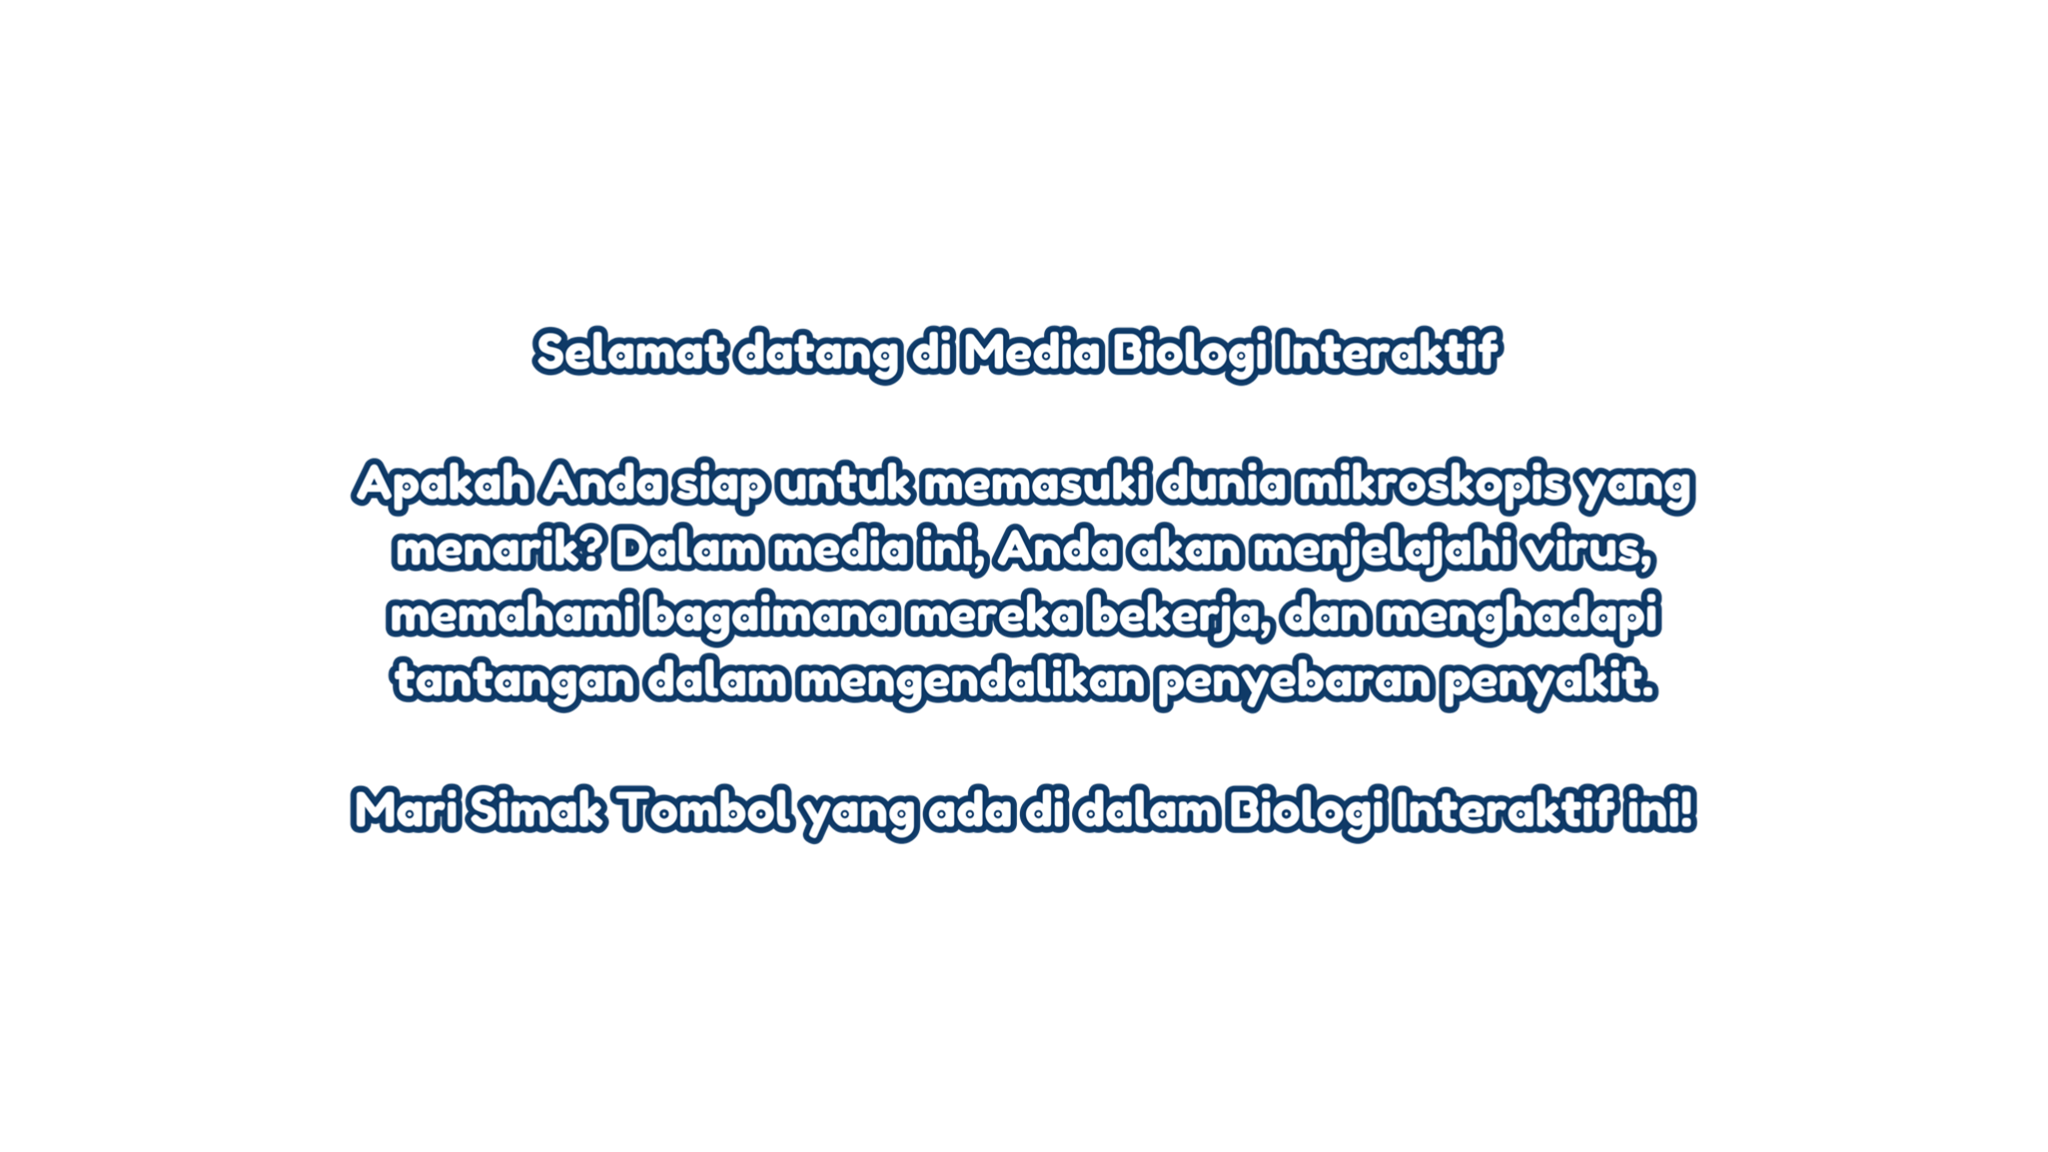 Selamat datang di Media Biologi Interaktif
Apakah Anda siap untuk memasuki dunia mikroskopis yang
menarik? Dalam media ini, Anda akan menjelajahi virus,
memahami bagaimana mereka bekerja, dan menghadapi
tantangan dalam mengendalikan penyebaran penyakit.
Mari Simak Tombol yang ada di dalam Biologi Interaktif ini!